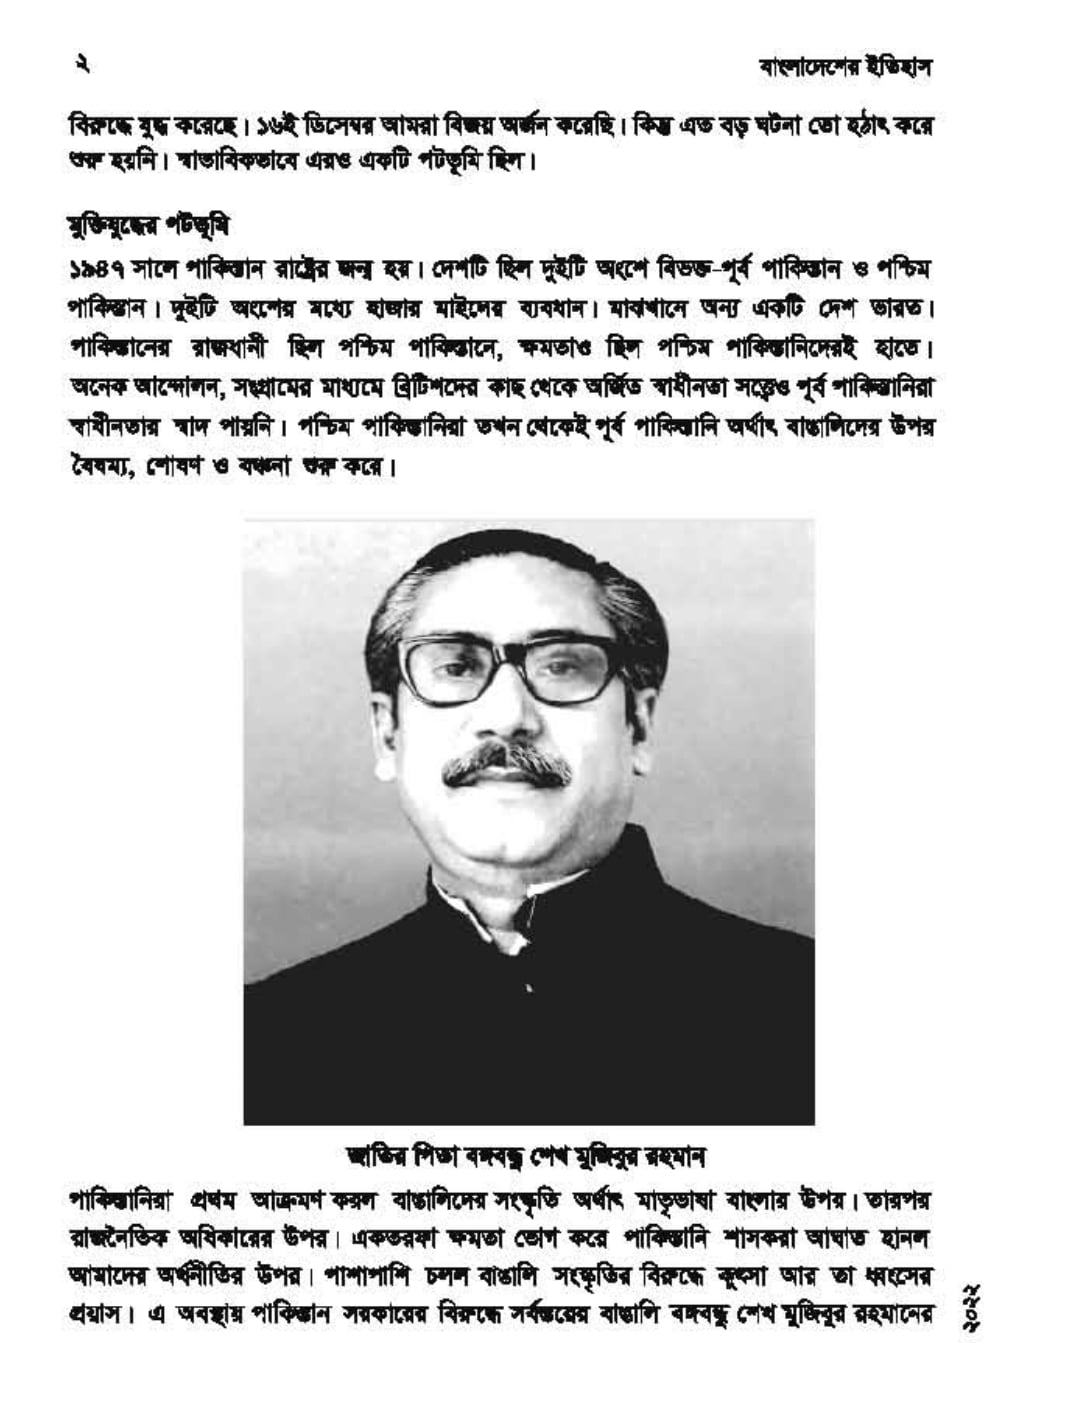 ২
বাংলাদেশের ইতিহাস
বিরুদ্ধে যুদ্ধ করেছে। ১৬ই ডিসেম্বর আমরা বিজয় অর্জন করেছি। কিন্তু এত বড় ঘটনা তো হঠাৎ করে
শুরু হয়নি। স্বাভাবিকভাবে এরও একটি পটভূমি ছিল।
মুক্তিযুদ্ধের পটভূমি
১৯৪৭ সালে পাকিস্তান রাষ্ট্রের জন্ম হয়। দেশটি ছিল দুইটি অংশে বিভক্ত-পূর্ব পাকিস্তান ও পশ্চিম
পাকিস্তান। দুইটি অংশের মধ্যে হাজার মাইলের ব্যবধান। মাঝখানে অন্য একটি দেশ ভারত।
পাকিস্তানের রাজধানী ছিল পশ্চিম পাকিস্তানে, ক্ষমতাও ছিল পশ্চিম পাকিস্তানিদেরই হাতে।
অনেক আন্দোলন, সংগ্রামের মাধ্যমে ব্রিটিশদের কাছ থেকে অর্জিত স্বাধীনতা সত্ত্বেও পূর্ব পাকিস্তানিরা
স্বাধীনতার স্বাদ পায়নি। পশ্চিম পাকিস্তানিরা তখন থেকেই পূর্ব পাকিস্তানি অর্থাৎ বাঙালিদের উপর
বৈষম্য, শোষণ ও বঞ্চনা শুরু করে।
জাতির পিতা বঙ্গবন্ধু শেখ মুজিবুর রহমান
পাকিস্তানিরা প্রথম আক্রমণ করল বাঙালিদের সংস্কৃতি অর্থাৎ মাতৃভাষা বাংলার উপর। তারপর
রাজনৈতিক অধিকারের উপর। একতরফা ক্ষমতা ভোগ করে পাকিস্তানি শাসকরা আঘাত হানল
আমাদের অর্থনীতির উপর। পাশাপাশি চলল বাঙালি সংস্কৃতির বিরুদ্ধে কুৎসা আর তা ধ্বংসের
প্রয়াস। এ অবস্থায় পাকিস্তান সরকারের বিরুদ্ধে সর্বস্তরের বাঙালি বঙ্গবন্ধু শেখ মুজিবুর রহমানের
২০২২